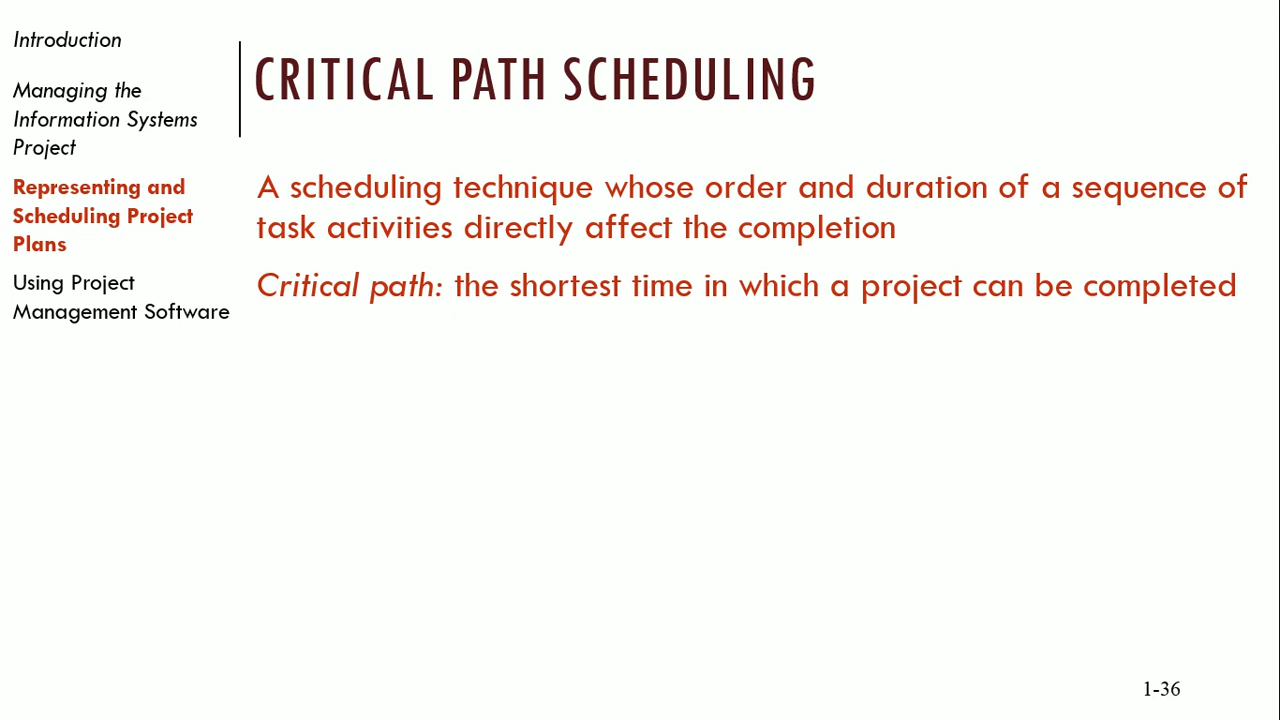 Introduction
Managing the
Information Systems
Project
Representing and
Scheduling Project
Plans
Using Project
Management Software
CRITICAL PATH SCHEDULING
A scheduling technique whose order and duration of a sequence of
task activities directly affect the completion
Critical path: the shortest time in which a project can be completed
1-36